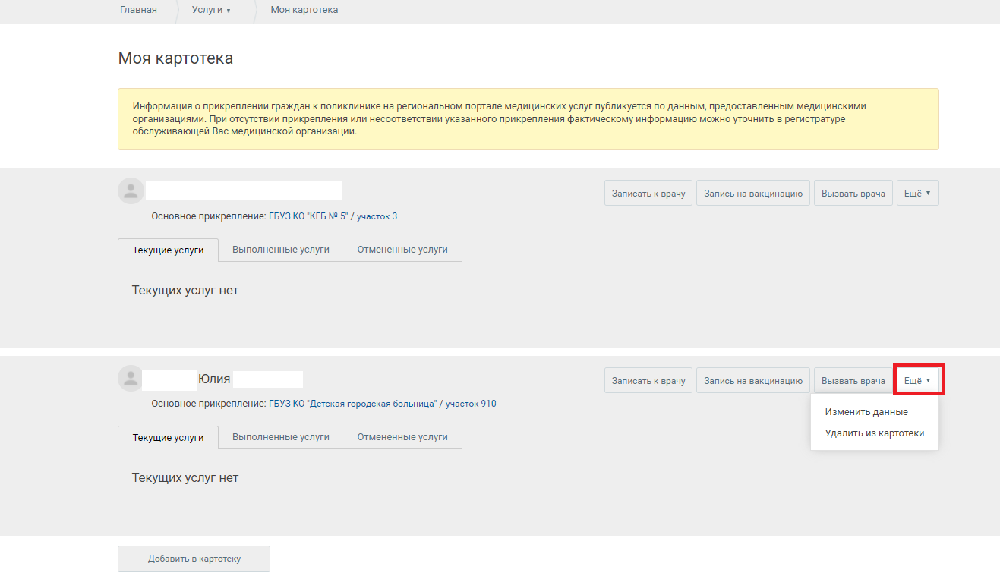 Главная Услуги ▾ Моя картотека
Моя картотека
Информация о прикреплении граждан к поликлинике на региональном портале медицинских услуг публикуется по данным, предоставленным медицинскими
организациями. При отсутствии прикрепления или несоответствии указанного прикрепления фактическому информацию можно уточнить в регистратуре
обслуживающей Вас медицинской организации.
Записать к врачу Запись на вакцинацию Вызвать врача Ещё ▾
Основное прикрепление: ГБУЗ КО "КГБ № 5" / участок 3
Текущие услуги Выполненные услуги Отмененные услуги
Текущих услуг нет
Юлия Записать к врачу Запись на вакцинацию Вызвать врача Ещё ▾
Основное прикрепление: ГБУЗ КО "Детская городская больница" / участок 910
Изменить данные
Удалить из картотеки
Текущие услуги Выполненные услуги Отмененные услуги
Текущих услуг нет
Добавить в картотеку